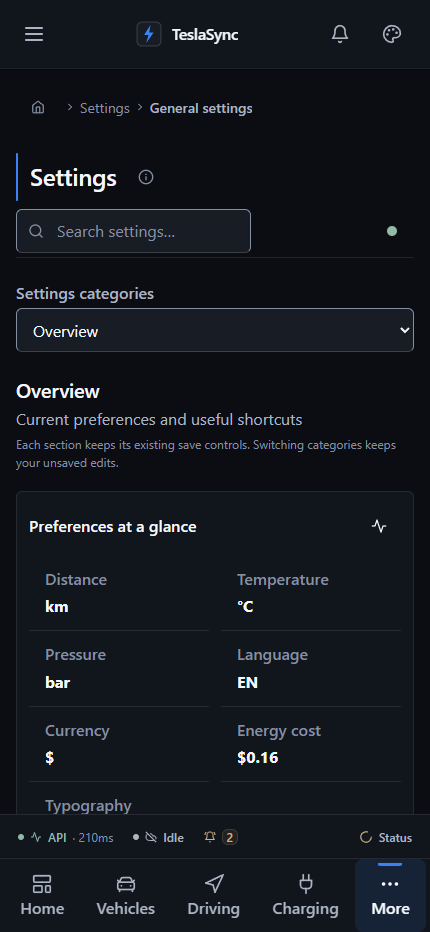 TeslaSync
Settings
General settings
Settings
Search settings...
Settings categories
Overview
Overview
Current preferences and useful shortcuts
Each section keeps its existing save controls. Switching categories keeps
your unsaved edits.
Preferences at a glance
Distance
km
Temperature
°C
Pressure
bar
Language
EN
Currency
$
Energy cost
$0.16
Typography
API · 210ms
Idle
2
Status
Home
Vehicles
Driving
Charging
More